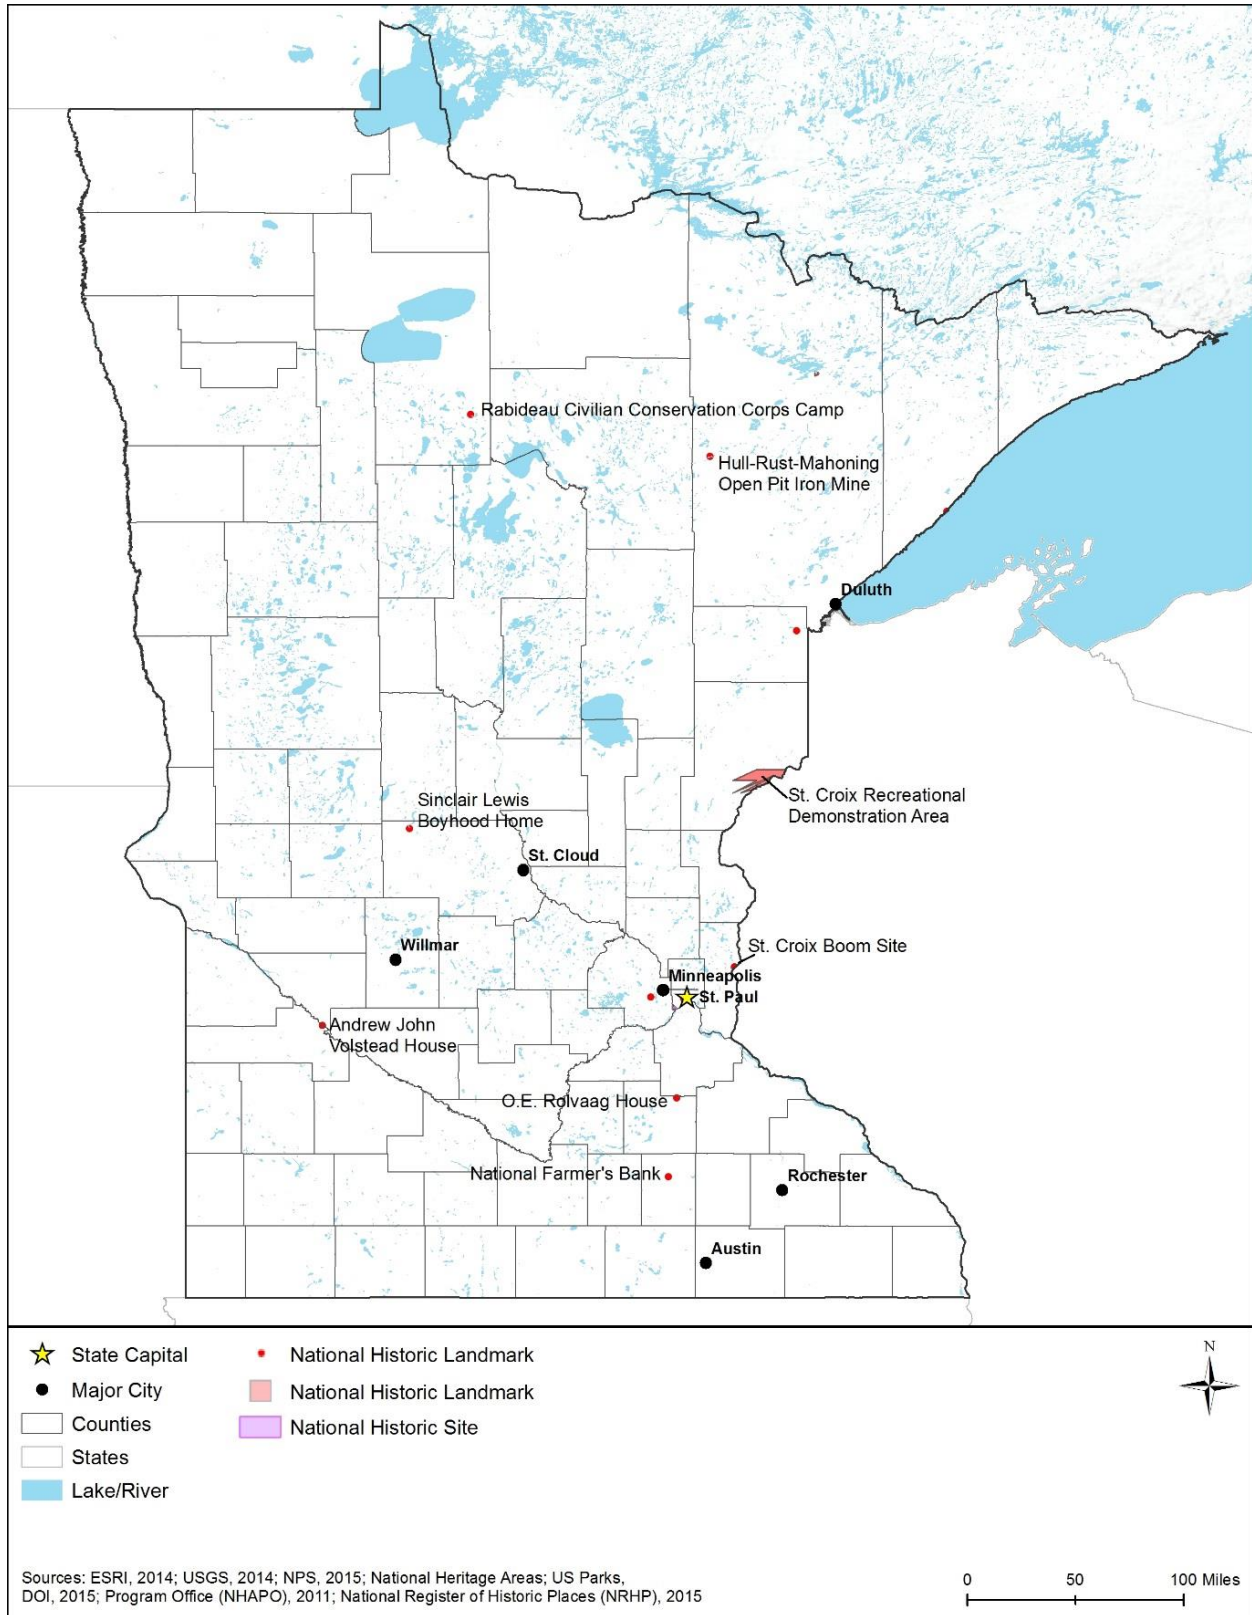 Rabideau Civilian Conservation Corps Camp
Hull-Rust-Mahoning
Open Pit Iron Mine
Duluth
St. Croix Recreational
Demonstration Area
Sinclair Lewis
Boyhood Home
St. Cloud
Willmar
St. Croix Boom Site
Minneapolis
St. Paul
Andrew John
Volstead House
O.E. Rolvaag House
National Farmer's Bank
Rochester
Austin
State Capital
Major City
Counties
States
Lake/River
National Historic Landmark
National Historic Landmark
National Historic Site
N
Sources: ESRI, 2014; USGS, 2014; NPS, 2015; National Heritage Areas; US Parks,
DOI, 2015; Program Office (NHAPO), 2011; National Register of Historic Places (NRHP), 2015
0 50 100 Miles